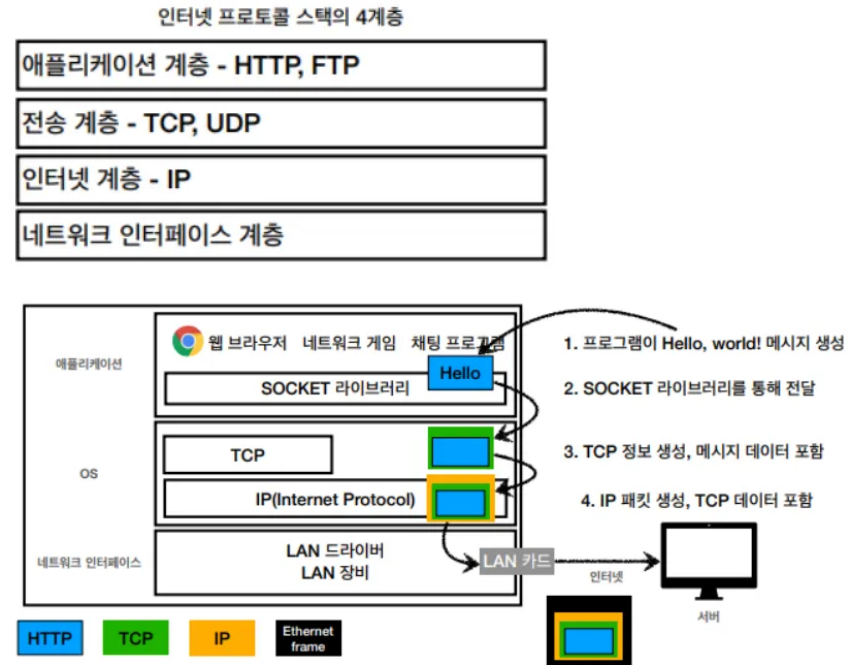 인터넷 프로토콜 스택의 4계층
애플리케이션 계층 - HTTP, FTP
전송 계층 - TCP, UDP
인터넷 계층 - IP
네트워크 인터페이스 계층
애플리케이션
웹 브라우저 네트워크 게임 채팅 프로그램
Hello
SOCKET 라이브러리
1. 프로그램이 Hello, world! 메시지 생성
2. SOCKET 라이브러리를 통해 전달
OS
TCP
IP(Internet Protocol)
3. TCP 정보 생성, 메시지 데이터 포함
4. IP 패킷 생성, TCP 데이터 포함
네트워크 인터페이스
LAN 드라이버
LAN 장비
LAN 카드
인터넷
서버
HTTP
TCP
IP
Ethernet
frame